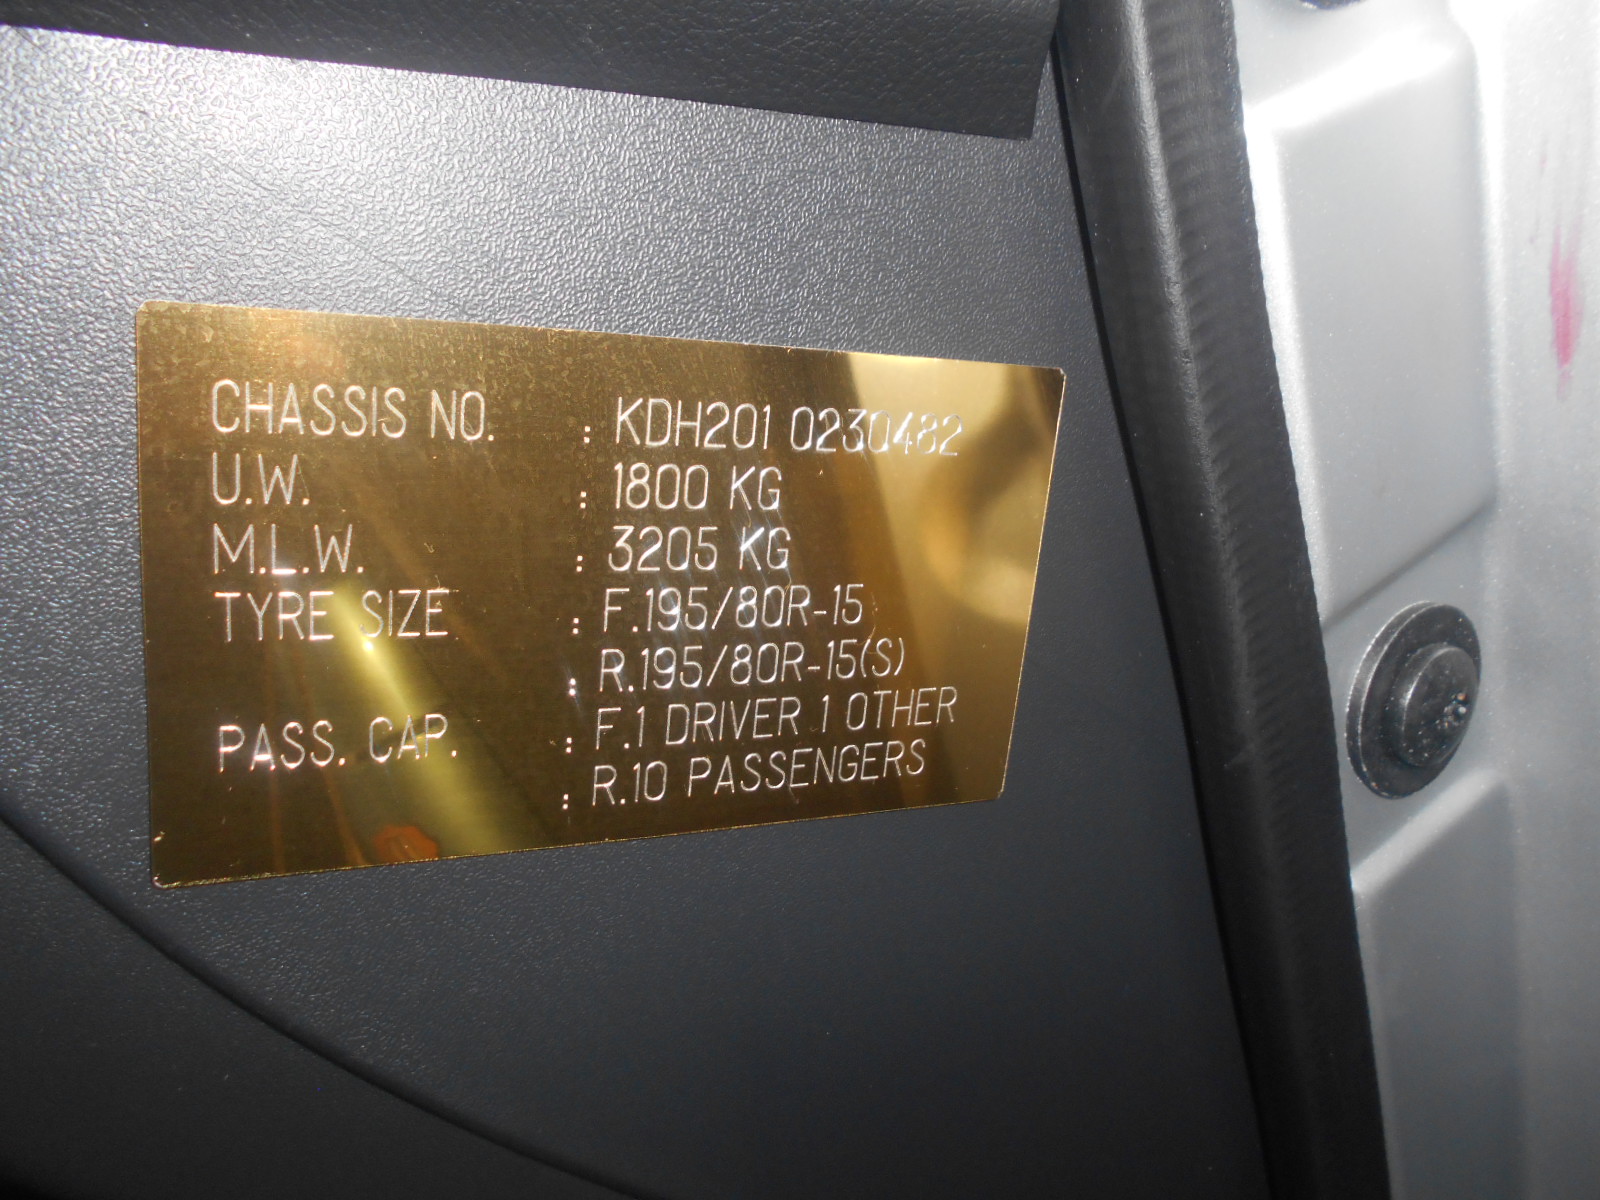 CHASSIS NO. : KDH201 0230482
U.W. : 1800 KG
M.L.W. : 3205 KG
TYRE SIZE : F.195/80R-15
: R.195/80R-15(S)
PASS. CAP. : F.1 DRIVER 1 OTHER
: R.10 PASSENGERS